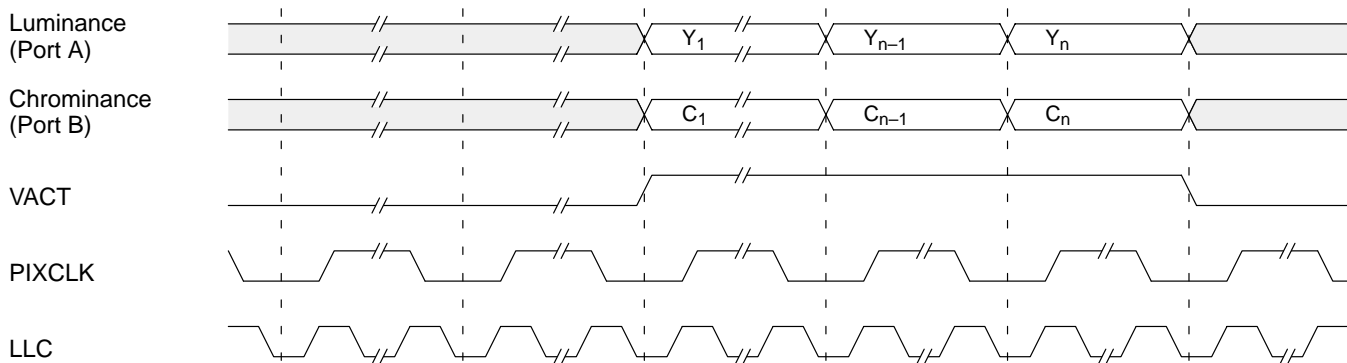 Luminance
(Port A)
Y₁ Yₙ₋₁ Yₙ
Chrominance
(Port B)
C₁ Cₙ₋₁ Cₙ
VACT
PIXCLK
LLC